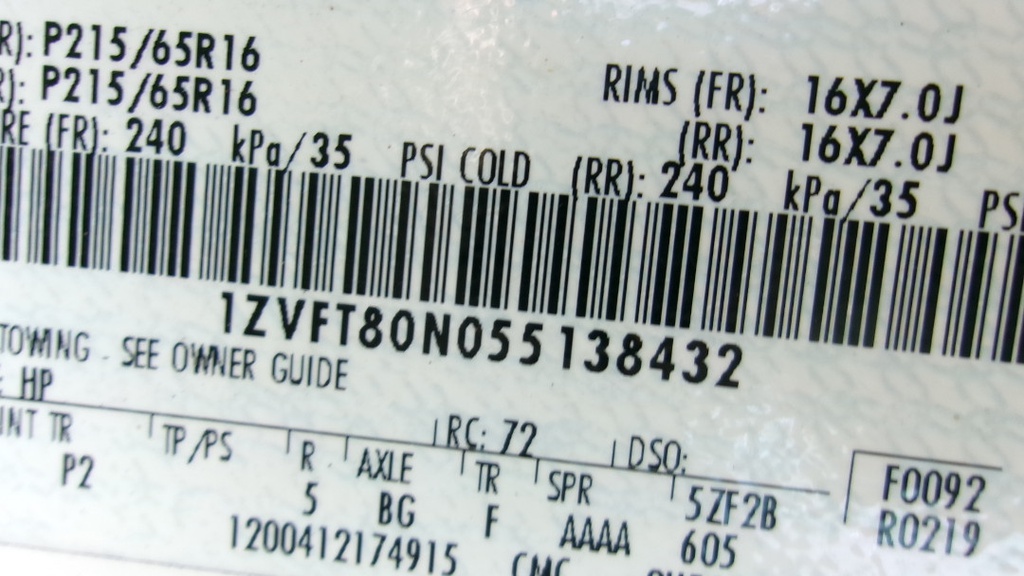 R): P215/65R16
R): P215/65R16
RIMS (FR): 16X7.0J
(RR): 16X7.0J
RE (FR): 240 kPa/35 PSI COLD (RR): 240 kPa/35 PSI
1ZVFT80N055138432
TOWING - SEE OWNER GUIDE
: HP
INT TR TP/PS R AXLE TR SPR
RC: 72 DSO:
P2 5 BG F AAAA 5ZF2B
605
F0092
R0219
1200412174915
CMC